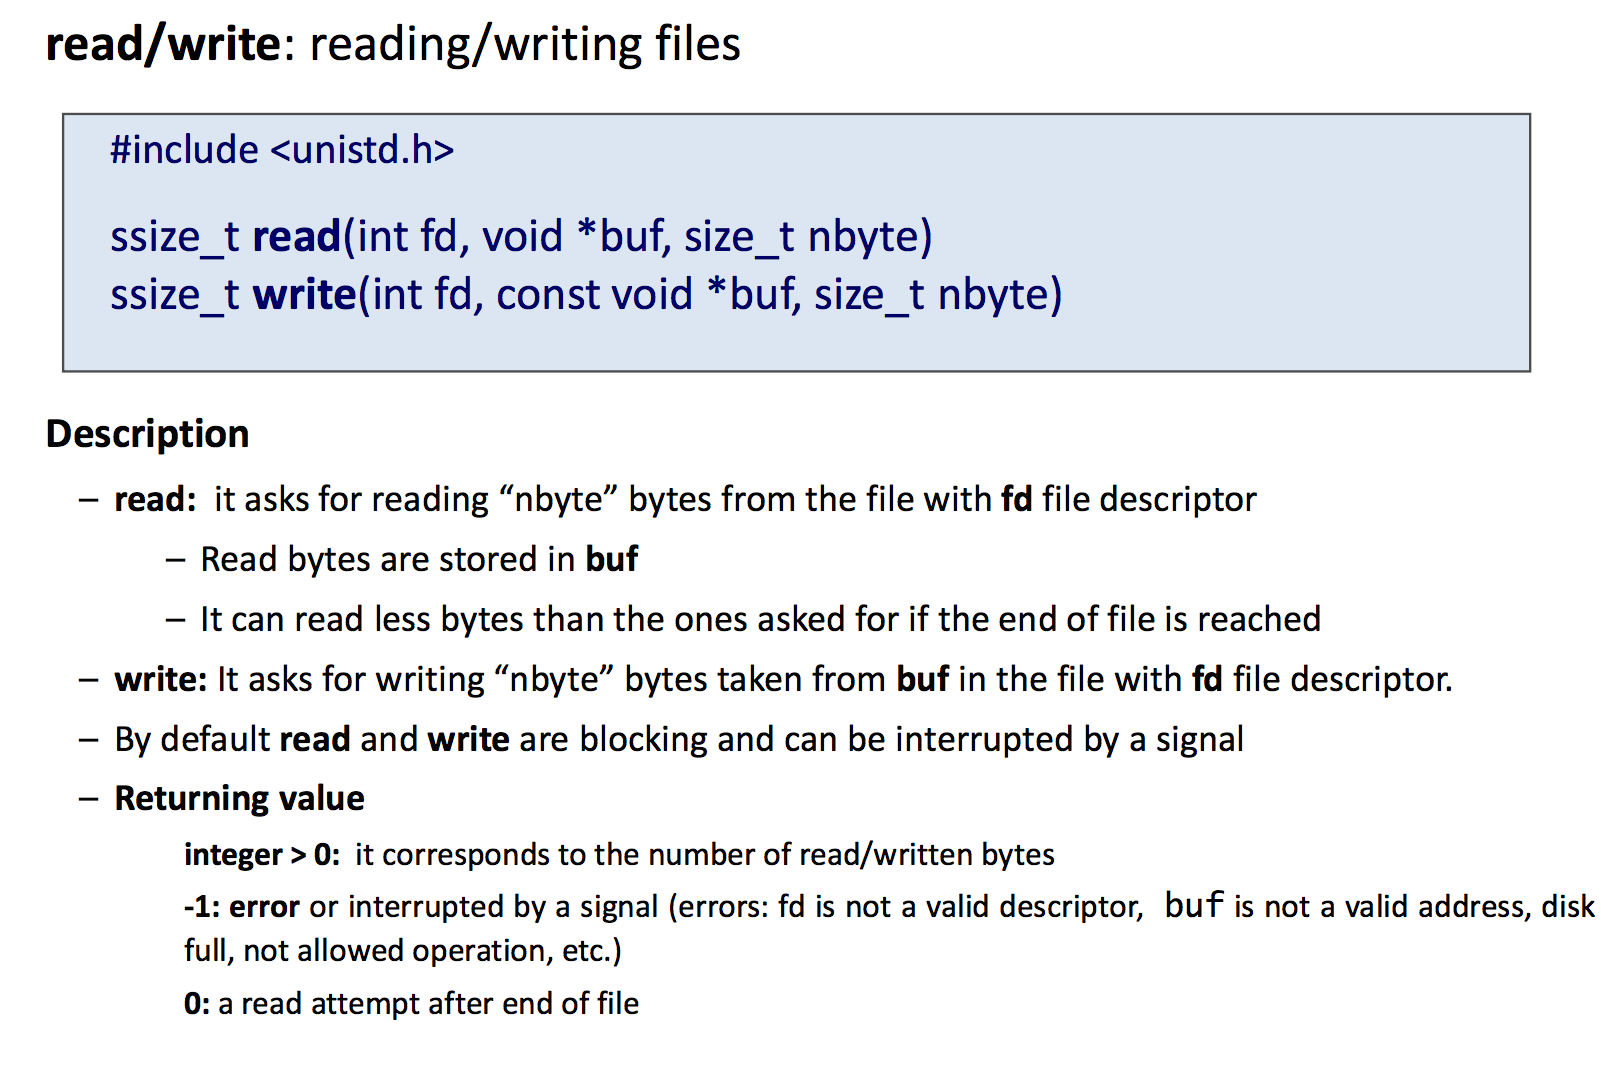 read/write: reading/writing files
#include <unistd.h>
ssize_t read(int fd, void *buf, size_t nbyte)
ssize_t write(int fd, const void *buf, size_t nbyte)
Description
– read: it asks for reading “nbyte” bytes from the file with fd file descriptor
– Read bytes are stored in buf
– It can read less bytes than the ones asked for if the end of file is reached
– write: It asks for writing “nbyte” bytes taken from buf in the file with fd file descriptor.
– By default read and write are blocking and can be interrupted by a signal
– Returning value
integer > 0: it corresponds to the number of read/written bytes
-1: error or interrupted by a signal (errors: fd is not a valid descriptor, buf is not a valid address, disk
full, not allowed operation, etc.)
0: a read attempt after end of file